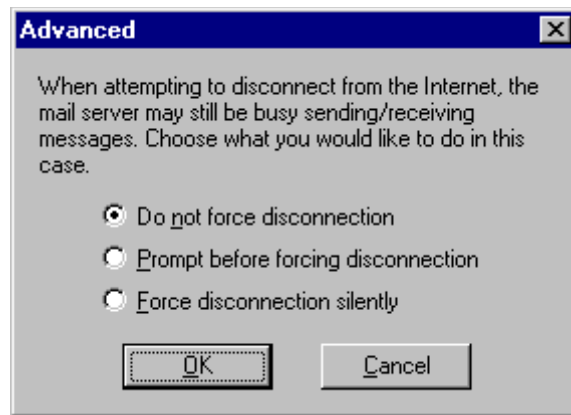 Advanced
When attempting to disconnect from the Internet, the
mail server may still be busy sending/receiving
messages. Choose what you would like to do in this
case.
Do not force disconnection
Prompt before forcing disconnection
Force disconnection silently
OK
Cancel